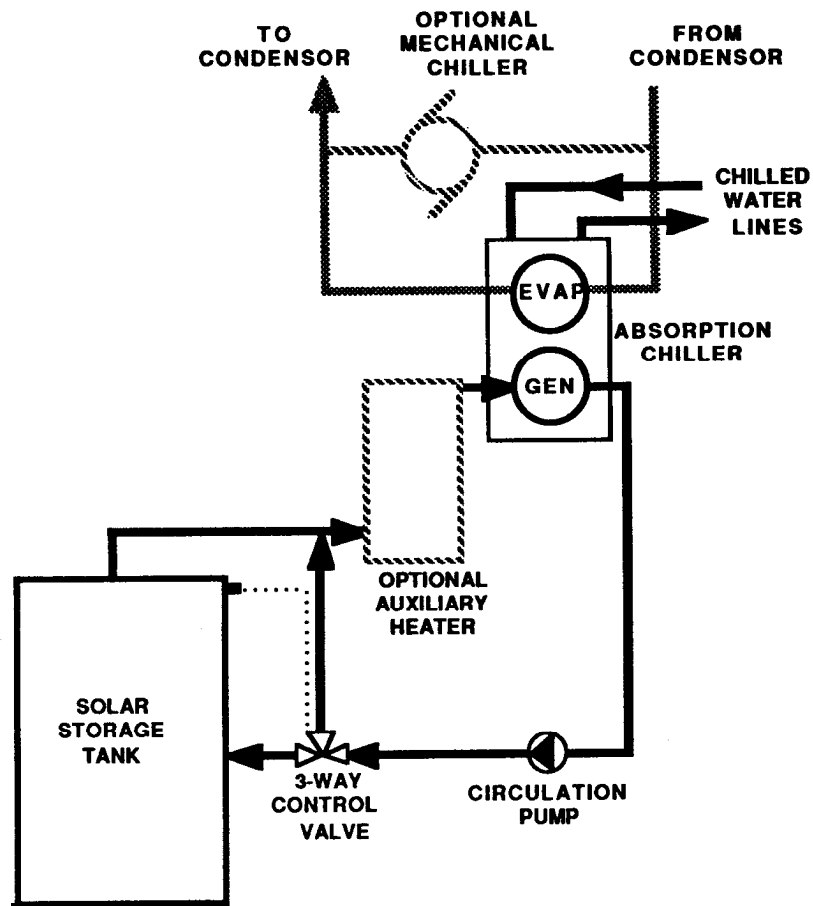 TO
CONDENSOR
OPTIONAL
MECHANICAL
CHILLER
FROM
CONDENSOR
CHILLED
WATER
LINES
EVAP
ABSORPTION
CHILLER
GEN
OPTIONAL
AUXILIARY
HEATER
SOLAR
STORAGE
TANK
3-WAY
CONTROL
VALVE
CIRCULATION
PUMP